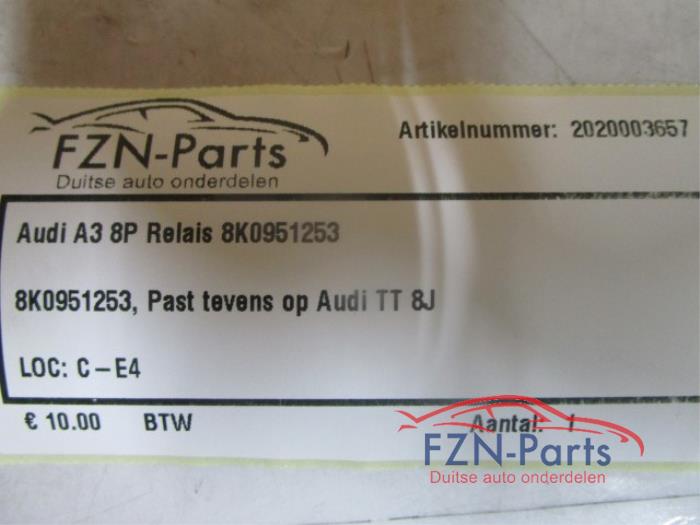 FZN-Parts
Duitse auto onderdelen
Artikelnummer: 2020003657
Audi A3 8P Relais 8K0951253
8K0951253, Past tevens op Audi TT 8J
LOC: C-E4
€ 10.00 BTW Aantal: 1
FZN-Parts
Duitse auto onderdelen